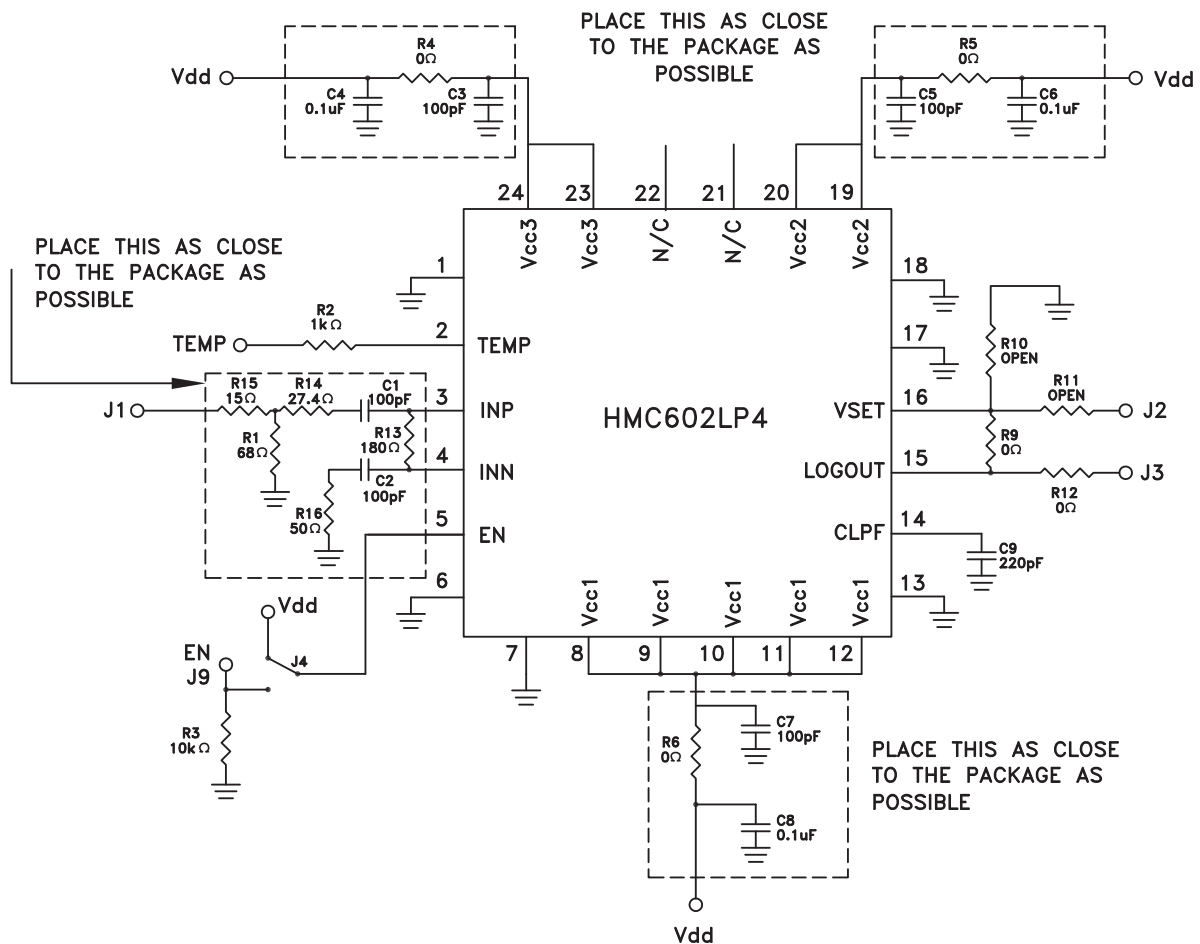 PLACE THIS AS CLOSE
TO THE PACKAGE AS
POSSIBLE
Vdd
R4
0Ω
C4
0.1uF
C3
100pF
R5
0Ω
C5
100pF
C6
0.1uF
Vdd
24
23
22
21
20
19
Vcc3
Vcc3
N/C
N/C
Vcc2
Vcc2
PLACE THIS AS CLOSE
TO THE PACKAGE AS
POSSIBLE
1
R2
1kΩ
TEMP
2
TEMP
R15
15Ω
R14
27.4Ω
C1
100pF
J1
3
INP
R1
68Ω
R13
180Ω
4
INN
C2
100pF
R16
50Ω
5
EN
6
HMC602LP4
18
17
R10
OPEN
R11
OPEN
VSET
16
J2
R9
0Ω
LOGOUT
15
J3
R12
0Ω
CLPF
14
C9
220pF
13
Vcc1
Vcc1
Vcc1
Vcc1
Vcc1
7
8
9
10
11
12
Vdd
EN
J9
J4
R3
10kΩ
C7
100pF
R6
0Ω
C8
0.1uF
PLACE THIS AS CLOSE
TO THE PACKAGE AS
POSSIBLE
Vdd